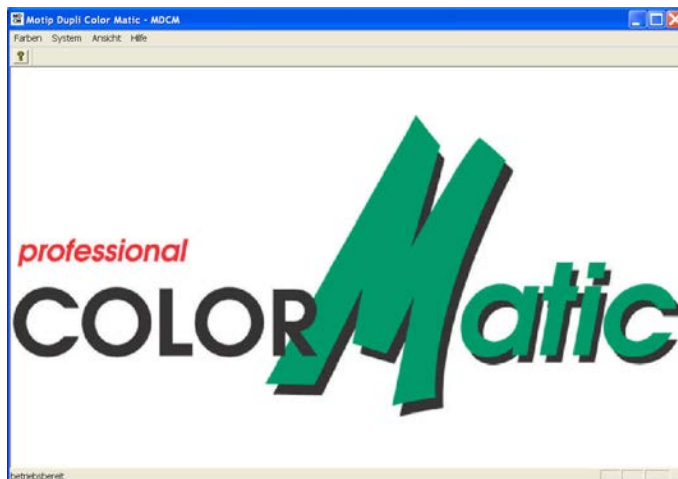 Motip Dupli Color Matic - MDCM
Farben System Ansicht Hilfe
professional
COLORMatic
betriebsbereit